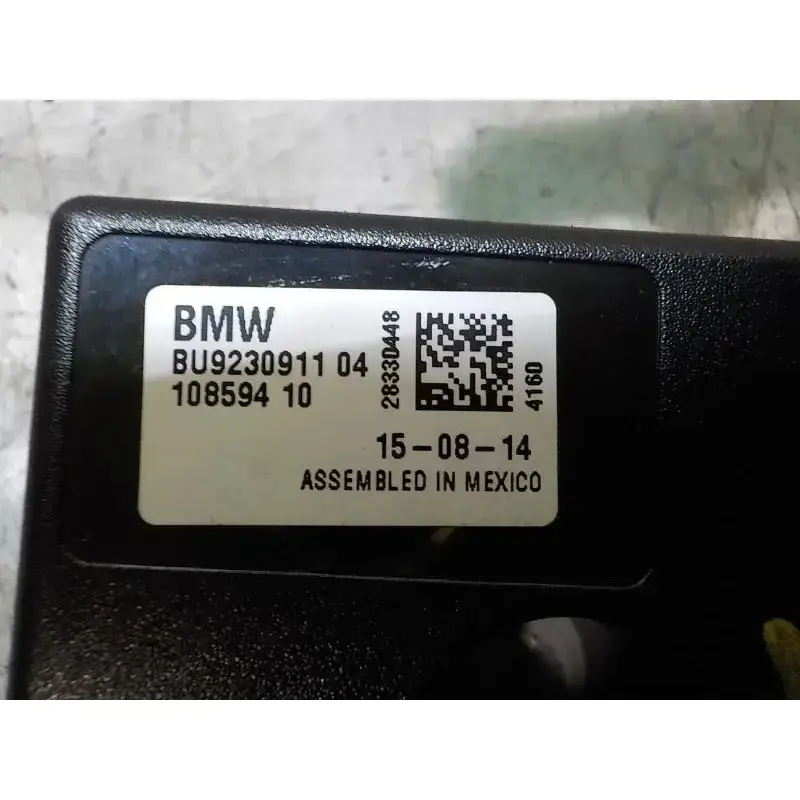 BMW
BU9230911 04
108594 10
28330448
4160
15-08-14
ASSEMBLED IN MEXICO